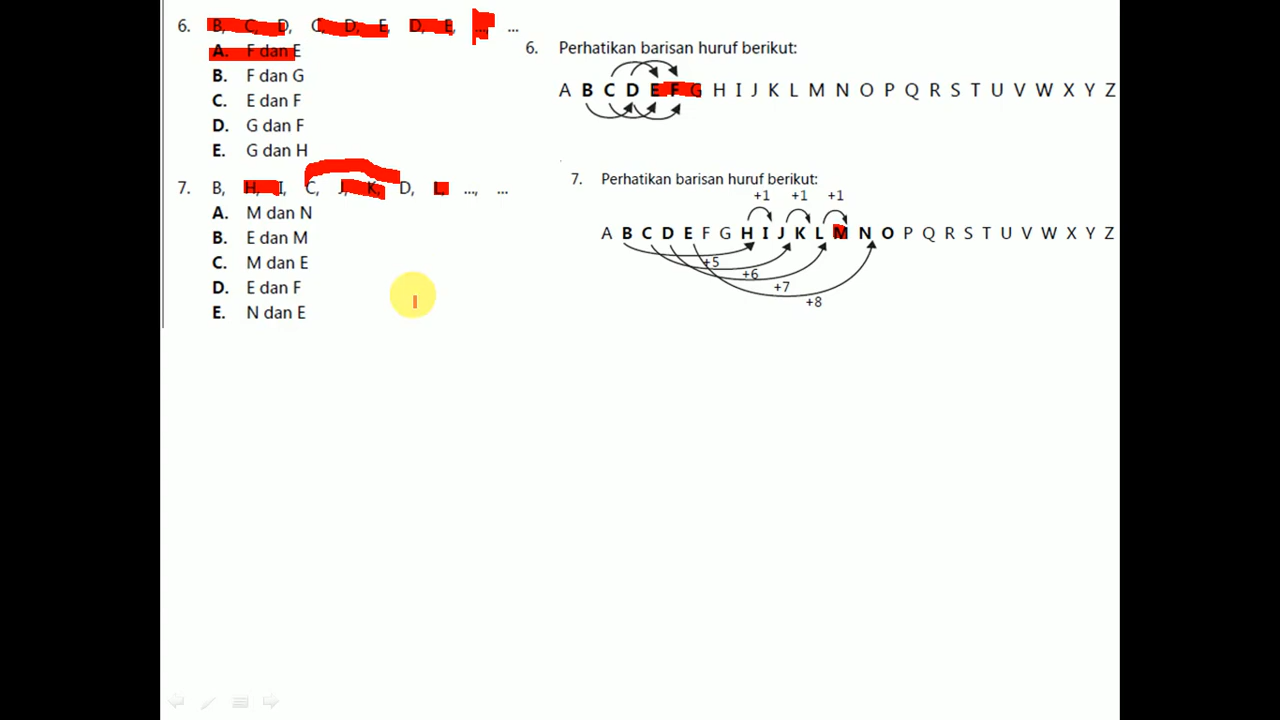 6. B, C, D, C, D, E, D, E, ..., ...
A. F dan E
B. F dan G
C. E dan F
D. G dan F
E. G dan H
7. B, H, I, C, J, K, D, L, ..., ...
A. M dan N
B. E dan M
C. M dan E
D. E dan F
E. N dan E
6. Perhatikan barisan huruf berikut:
A B C D E F G H I J K L M N O P Q R S T U V W X Y Z
7. Perhatikan barisan huruf berikut:
+1 +1 +1
A B C D E F G H I J K L M N O P Q R S T U V W X Y Z
+5
+6
+7
+8